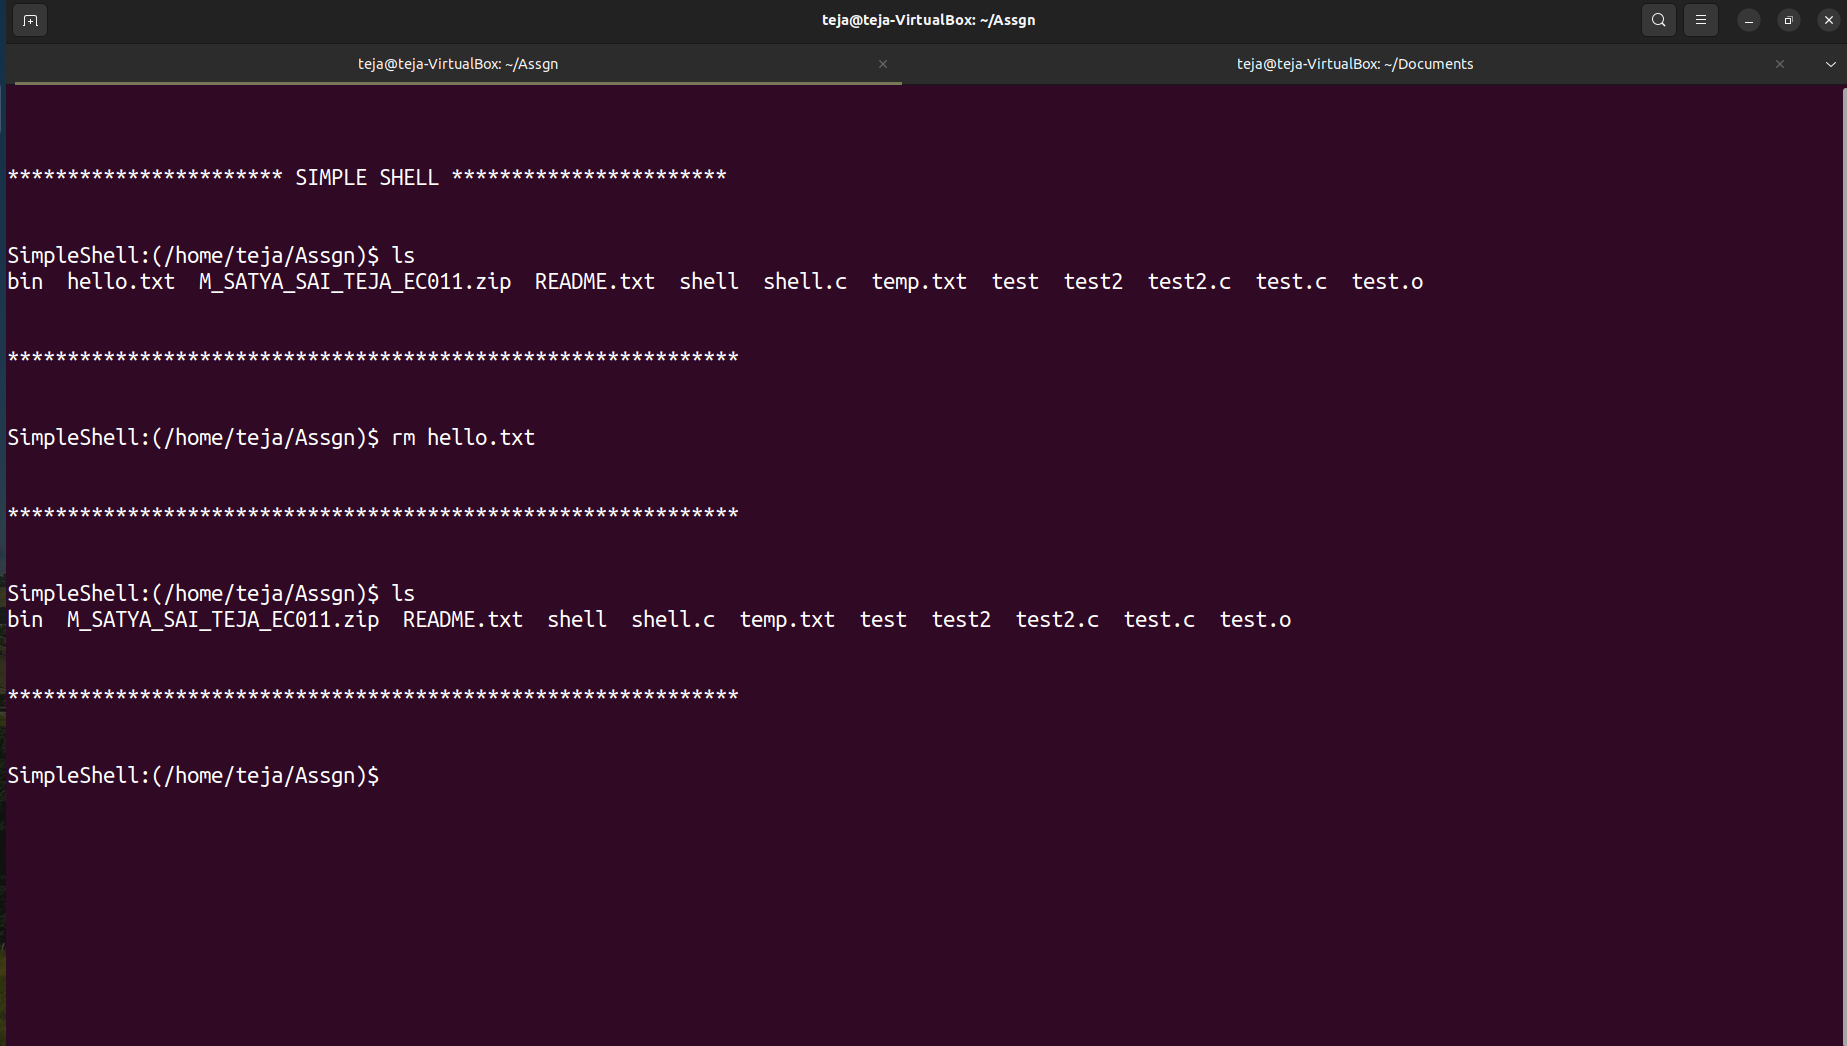 teja@teja-VirtualBox: ~/Assgn
teja@teja-VirtualBox: ~/Assgn
teja@teja-VirtualBox: ~/Documents
*********************** SIMPLE SHELL ***********************
SimpleShell:(/home/teja/Assgn)$ ls
bin  hello.txt  M_SATYA_SAI_TEJA_EC011.zip  README.txt  shell  shell.c  temp.txt  test  test2  test2.c  test.c  test.o
*************************************************************
SimpleShell:(/home/teja/Assgn)$ rm hello.txt
*************************************************************
SimpleShell:(/home/teja/Assgn)$ ls
bin  M_SATYA_SAI_TEJA_EC011.zip  README.txt  shell  shell.c  temp.txt  test  test2  test2.c  test.c  test.o
*************************************************************
SimpleShell:(/home/teja/Assgn)$